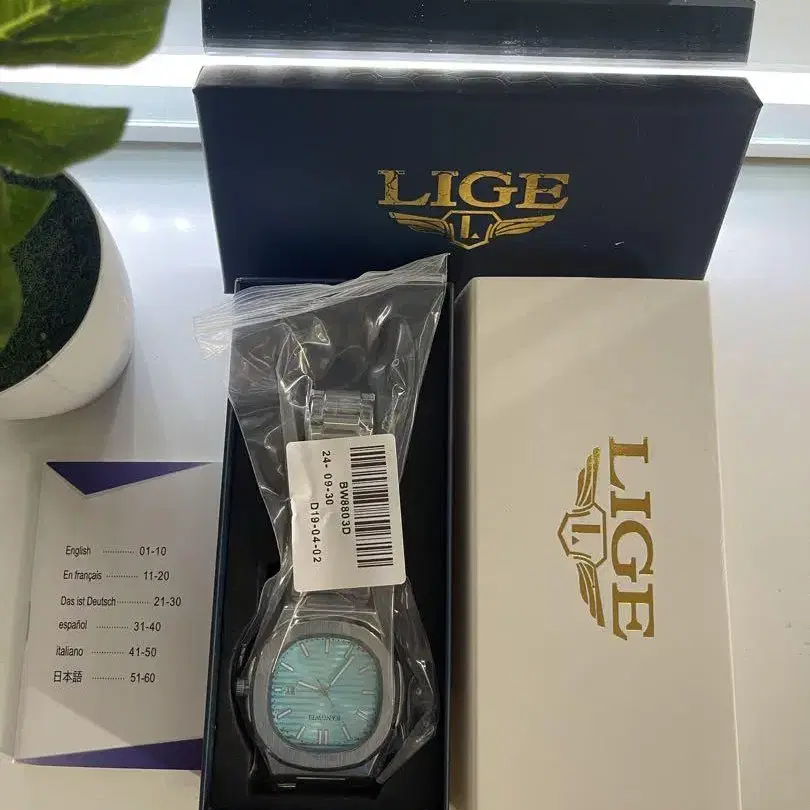 LIGE
L
BW8803D
24- 09-30
D19-04-02
LIGE
L
English ............. 01-10
En français ........... 11-20
Das ist Deutsch ........... 21-30
español ............. 31-40
italiano ............. 41-50
日本語 ............. 51-60
BANGWEI